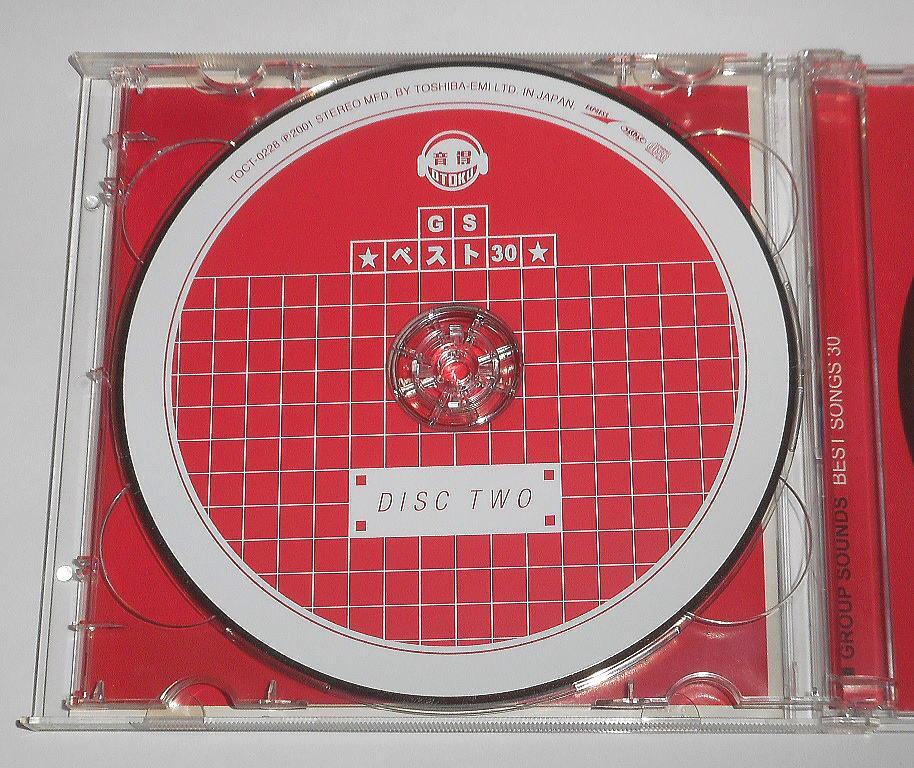 TOCT-0228 ℗2001 STEREO MFD. BY TOSHIBA-EMI LTD. IN JAPAN.
音得
OTOKU
GS
★ベスト30★
DISC TWO
GROUP SOUNDS BEST SONGS 30